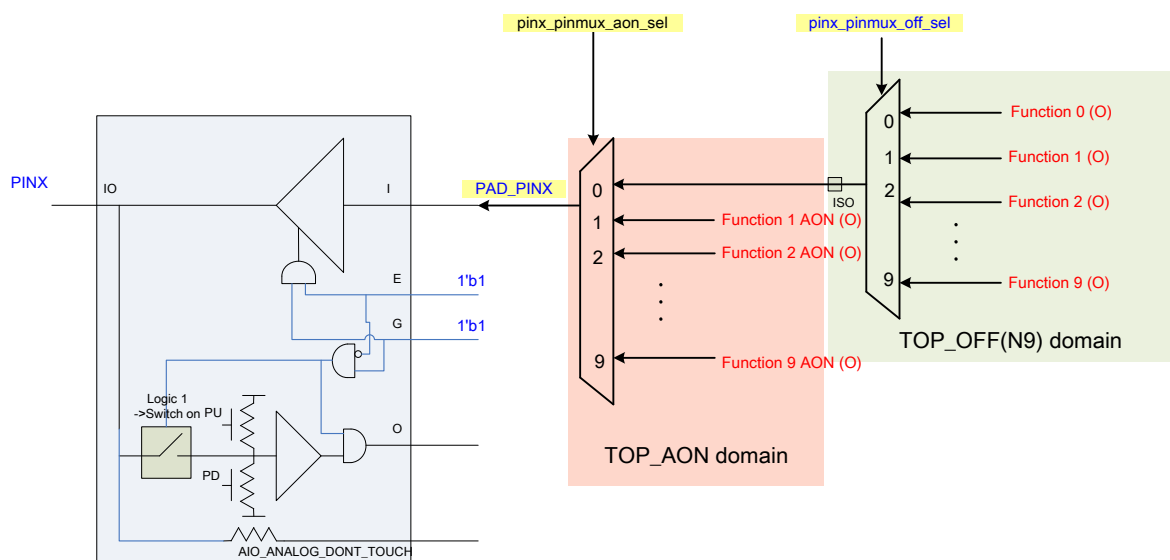 pinx_pinmux_aon_sel
pinx_pinmux_off_sel
0
Function 0 (O)
1
Function 1 (O)
2
Function 2 (O)
9
Function 9 (O)
ISO
TOP_OFF(N9) domain
0
1
Function 1 AON (O)
2
Function 2 AON (O)
9
Function 9 AON (O)
TOP_AON domain
PINX
IO
I
PAD_PINX
E
1'b1
G
1'b1
Logic 1
->Switch on
PU
PD
O
AIO_ANALOG_DONT_TOUCH